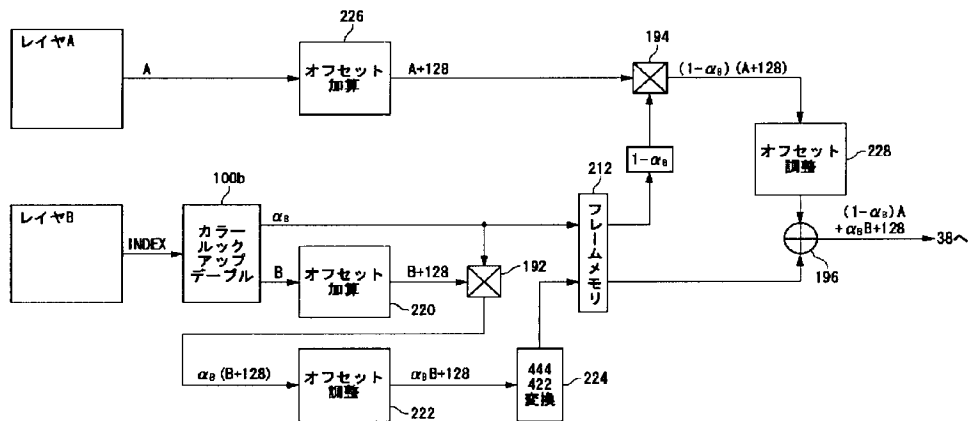 226
194
レイヤA
A
オフセット
加算
A+128
(1-αB) (A+128)
1-αB
オフセット
調整
228
212
100b
レイヤB
INDEX
カラー
ルック
アップ
テーブル
αB
B
オフセット
加算
220
B+128
192
フレームメモリ
(1-αB)A
+αBB+128
38へ
196
αB (B+128)
オフセット
調整
222
αBB+128
444
422
変換
224